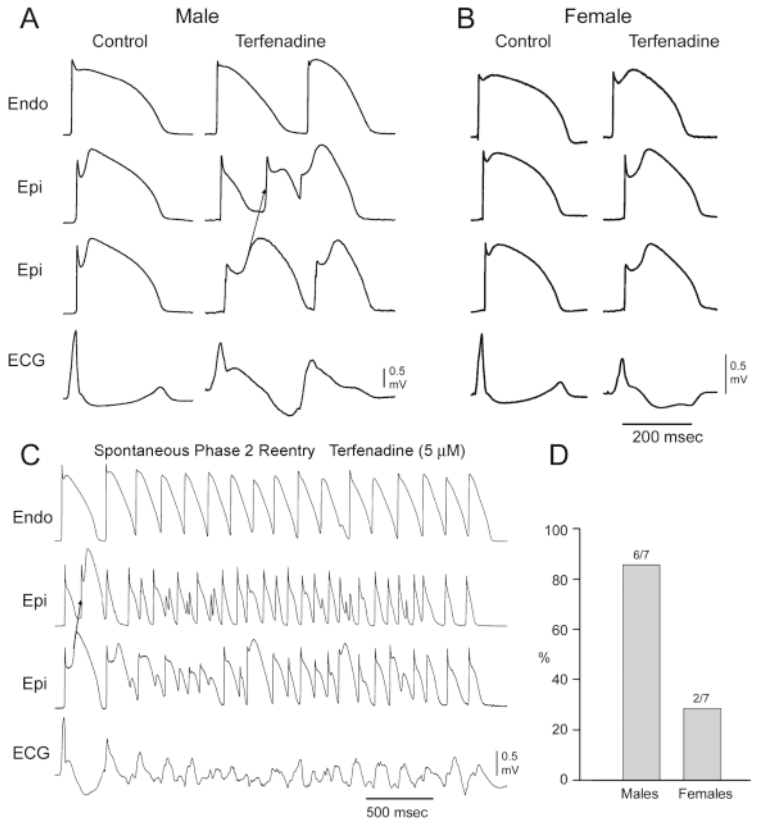 A Male
Control Terfenadine
B Female
Control Terfenadine
Endo
Epi
Epi
ECG
0.5
mV
0.5
mV
200 msec
C Spontaneous Phase 2 Reentry Terfenadine (5 μM)
Endo
Epi
Epi
ECG
0.5
mV
500 msec
D
100
80
60
%
40
20
0
6/7
2/7
Males Females